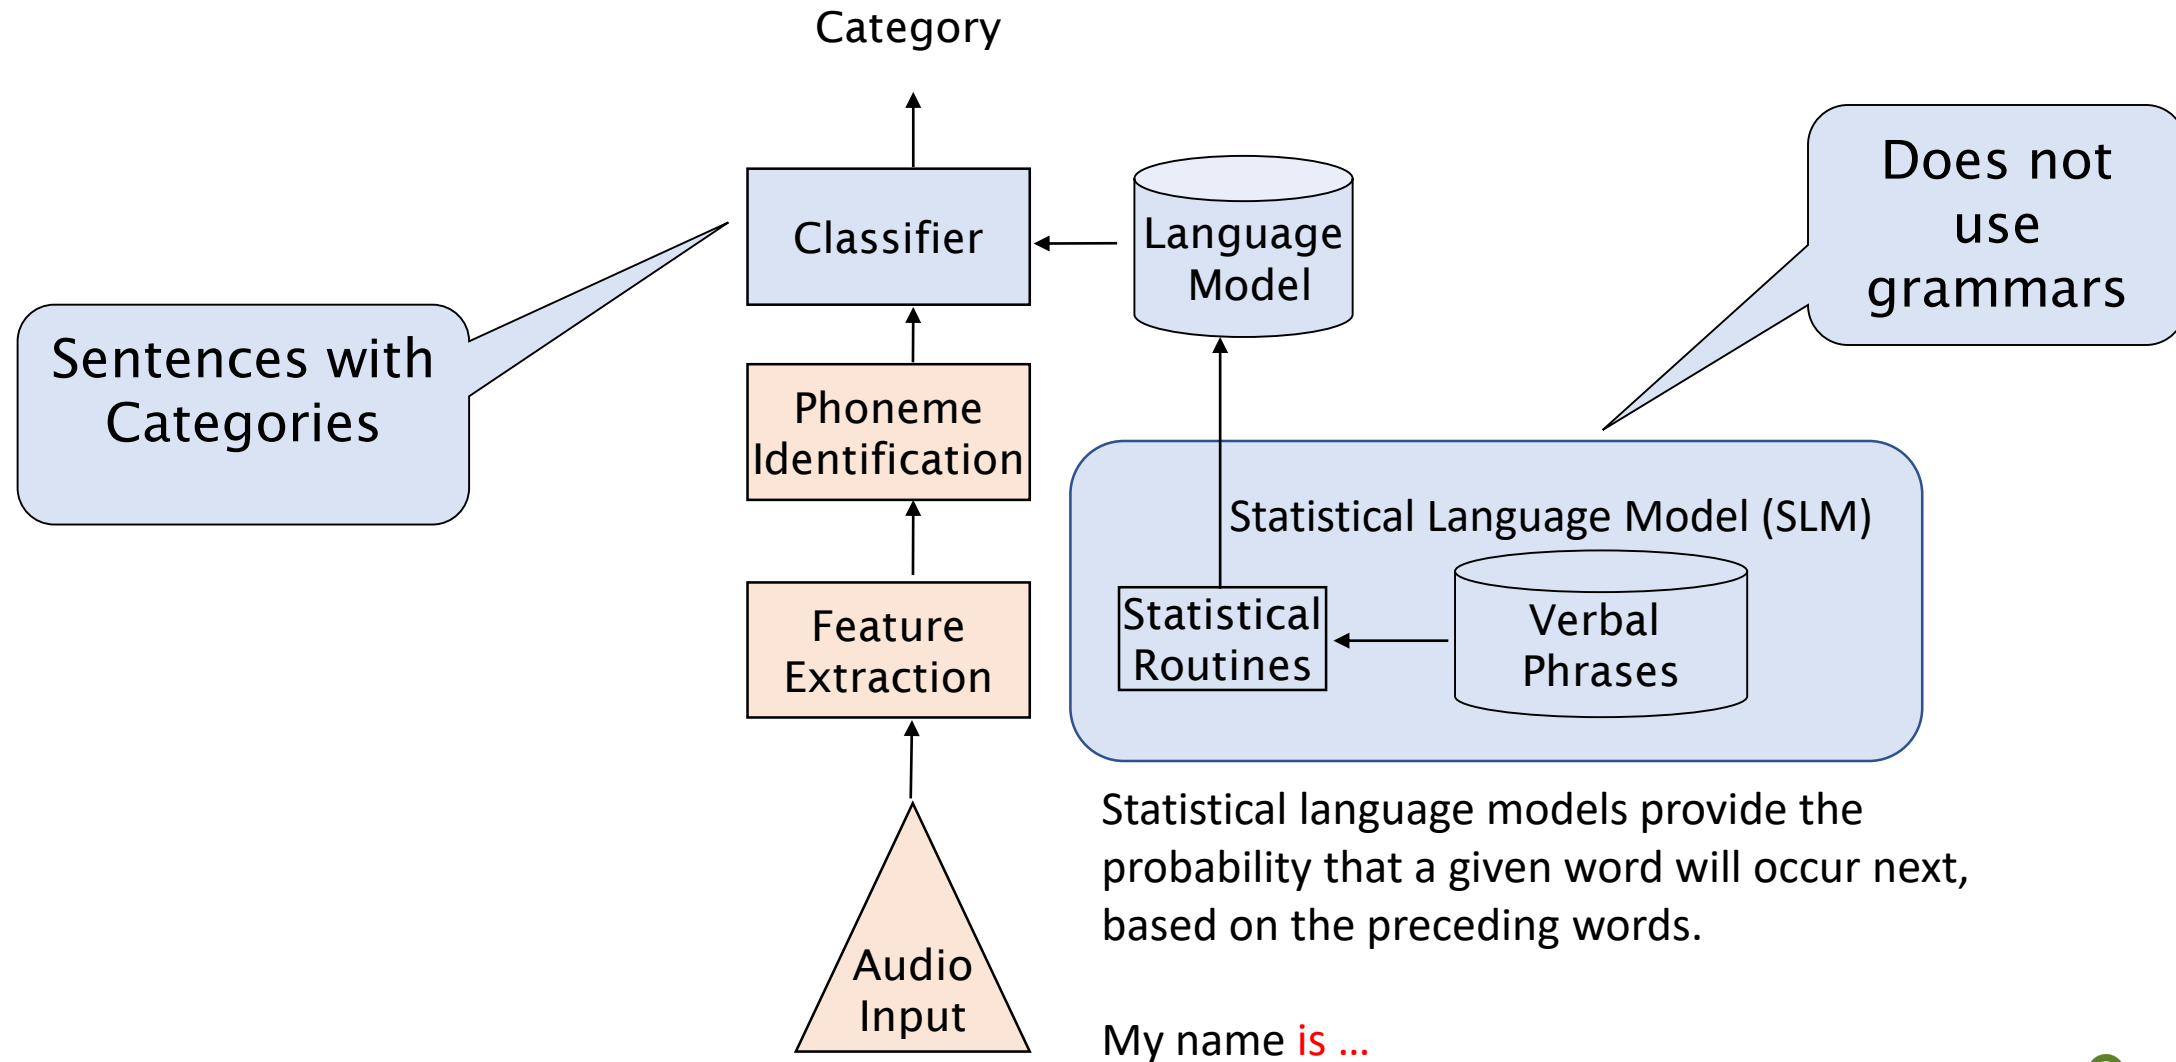 Category
Classifier
Language
Model
Does not
use
grammars
Sentences with
Categories
Phoneme
Identification
Statistical Language Model (SLM)
Feature
Extraction
Statistical
Routines
Verbal
Phrases
Audio
Input
Statistical language models provide the
probability that a given word will occur next,
based on the preceding words.
My name is ...